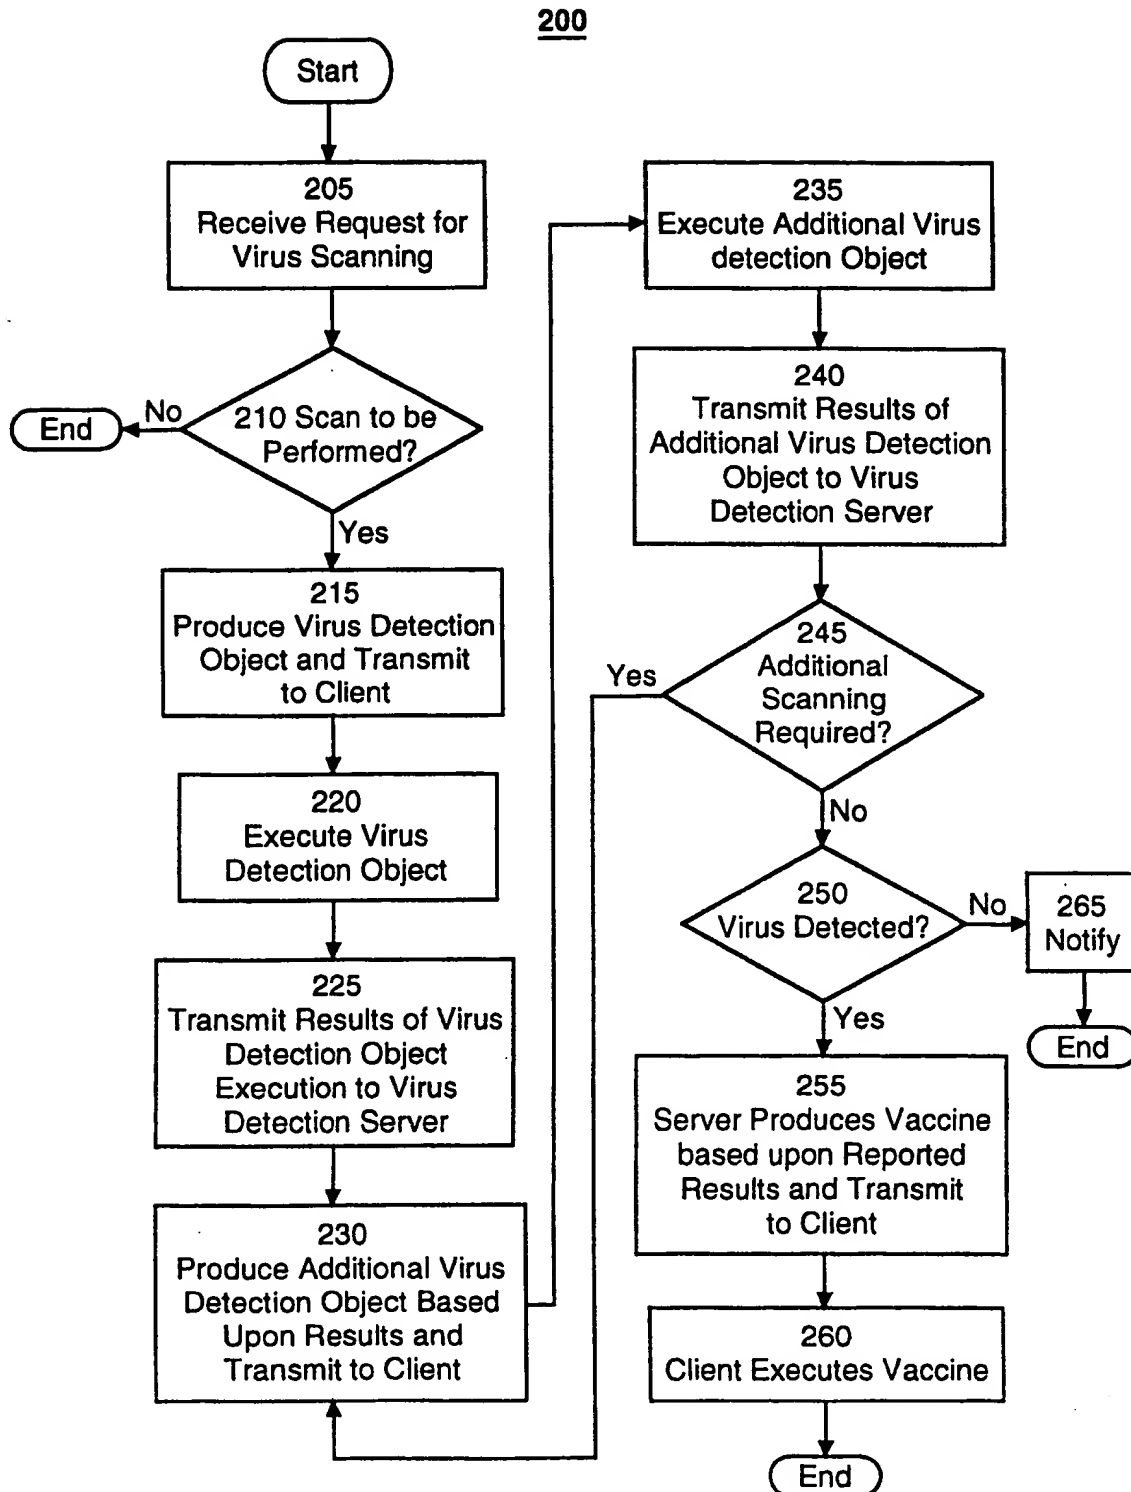 200
Start
205
Receive Request for
Virus Scanning
210 Scan to be
Performed?
No
End
Yes
215
Produce Virus Detection
Object and Transmit
to Client
220
Execute Virus
Detection Object
225
Transmit Results of Virus
Detection Object
Execution to Virus
Detection Server
230
Produce Additional Virus
Detection Object Based
Upon Results and
Transmit to Client
235
Execute Additional Virus
detection Object
240
Transmit Results of
Additional Virus Detection
Object to Virus
Detection Server
245
Additional
Scanning
Required?
Yes
No
250
Virus Detected?
No
265
Notify
End
Yes
255
Server Produces Vaccine
based upon Reported
Results and Transmit
to Client
260
Client Executes Vaccine
End